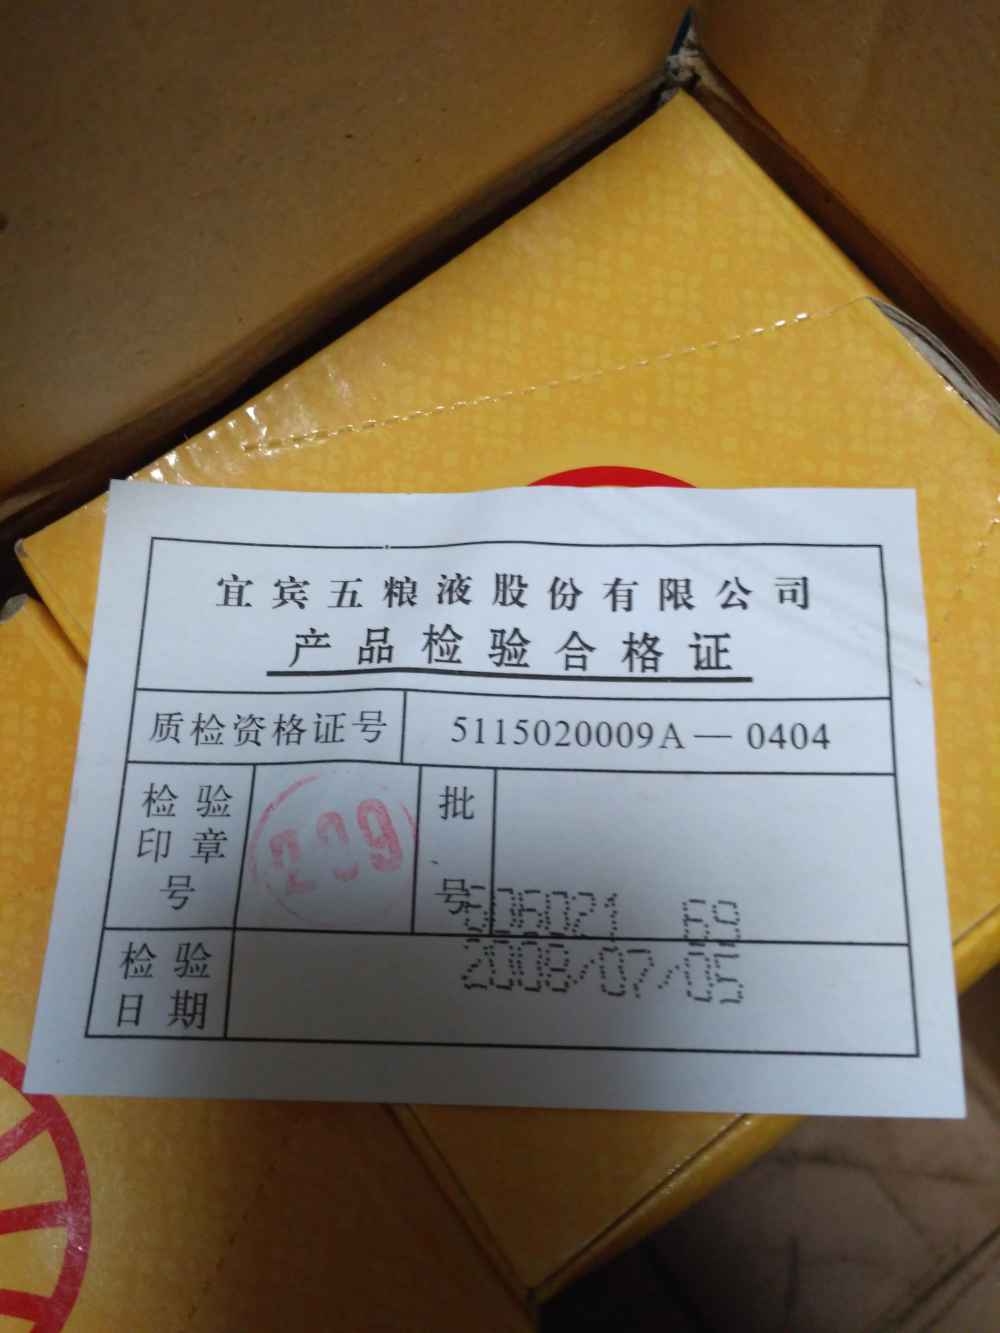 宜宾五粮液股份有限公司
产品检验合格证
质检资格证号 5115020009A — 0404
检验印章号 209 批号 606021 69
检验日期 2008/07/05